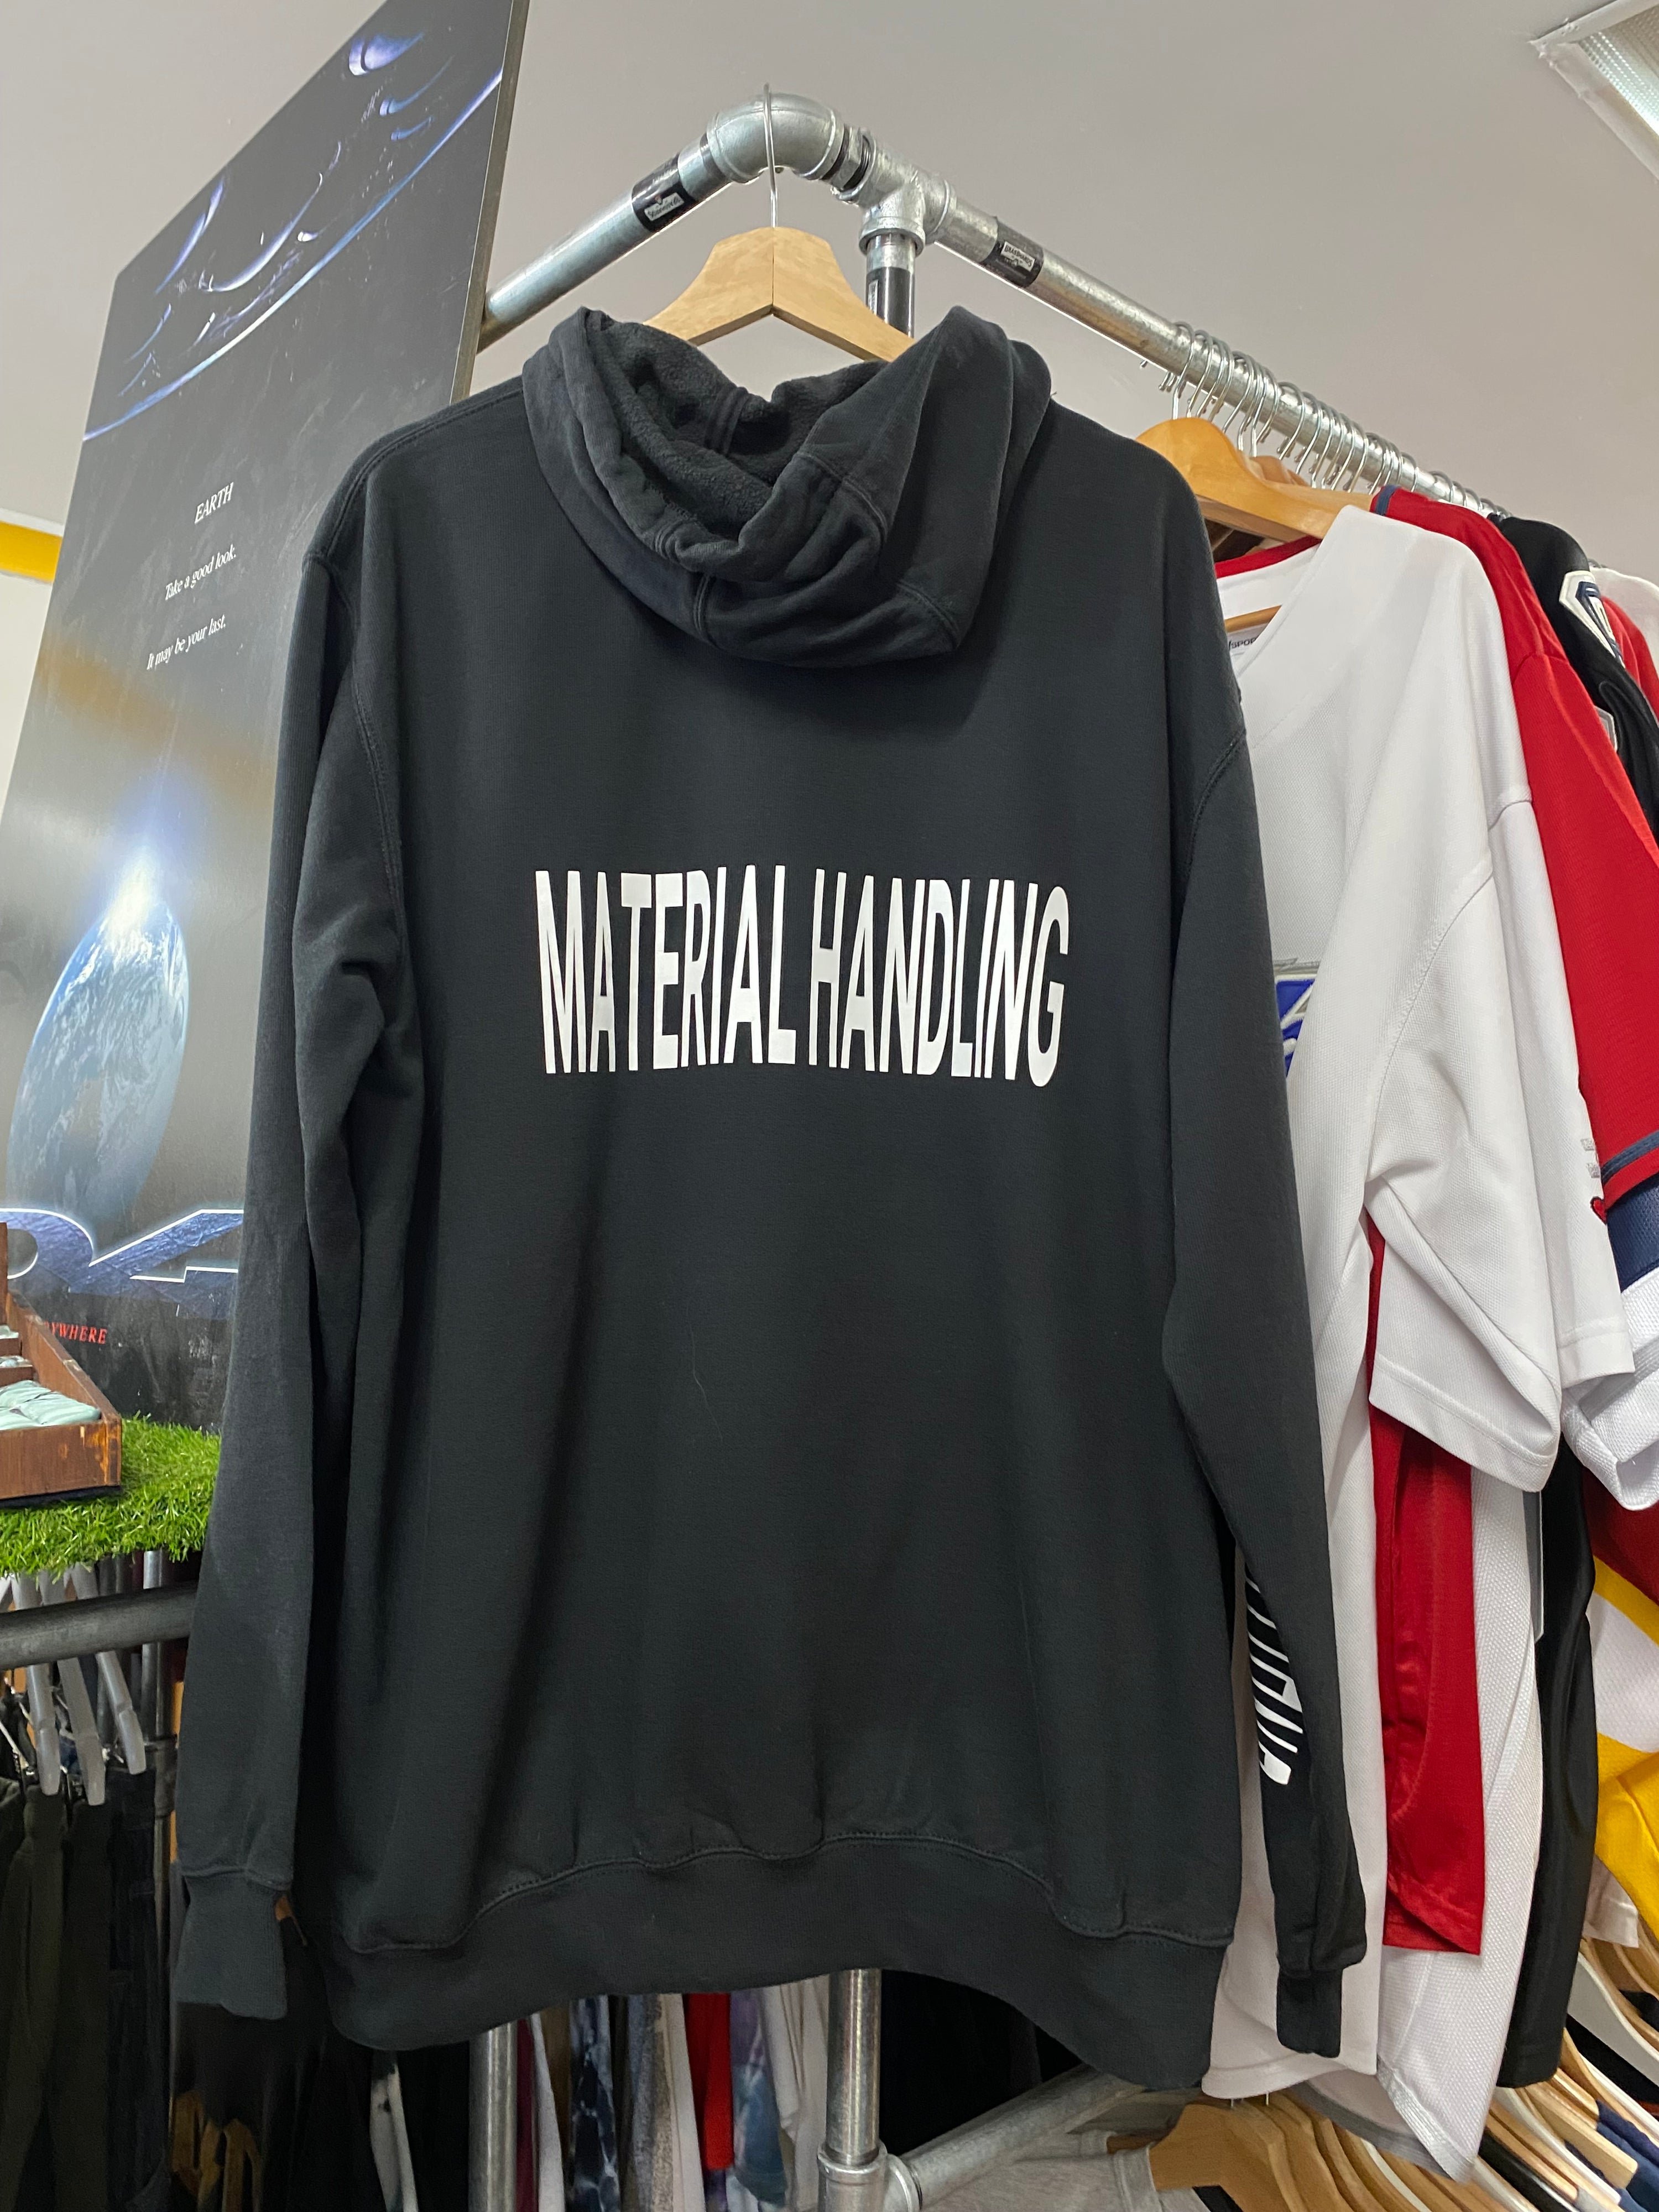 EARTH
Take a good look.
It may be your last.
MATERIAL HANDLING